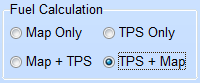 Fuel Calculation
Map Only TPS Only
Map + TPS TPS + Map